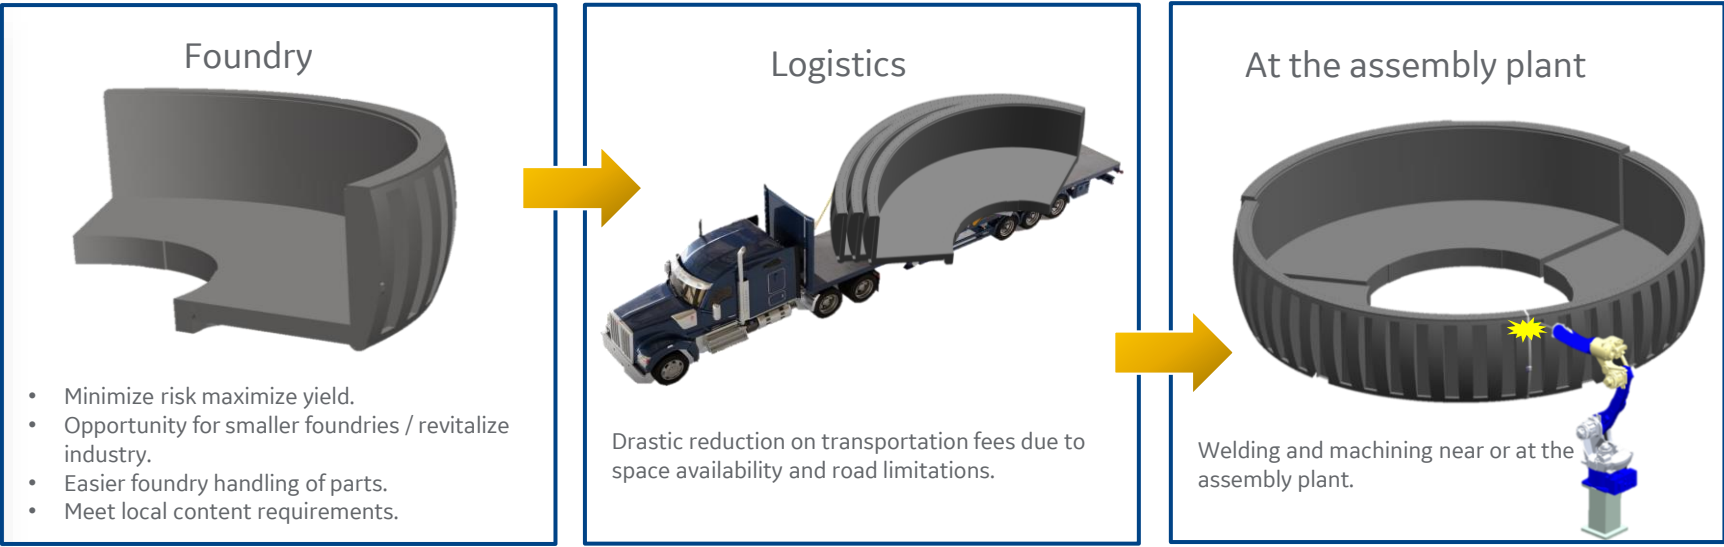 Foundry
• Minimize risk maximize yield.
• Opportunity for smaller foundries / revitalize
industry.
• Easier foundry handling of parts.
• Meet local content requirements.
Logistics
Drastic reduction on transportation fees due to
space availability and road limitations.
At the assembly plant
Welding and machining near or at the
assembly plant.